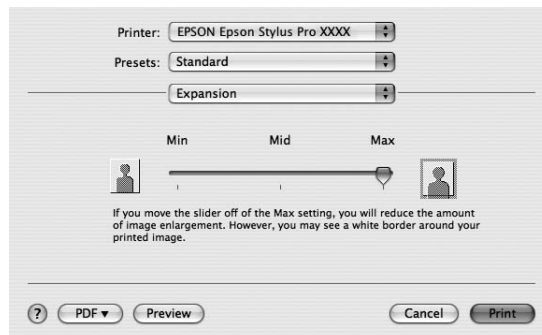 Printer: EPSON Epson Stylus Pro XXXX
Presets: Standard
Expansion
Min Mid Max
If you move the slider off of the Max setting, you will reduce the amount
of image enlargement. However, you may see a white border around your
printed image.
? PDF ▼ Preview Cancel Print